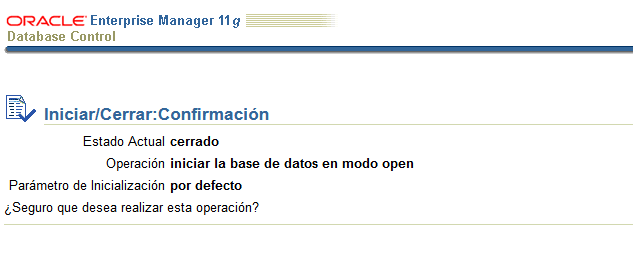 ORACLE Enterprise Manager 11g
Database Control
Iniciar/Cerrar:Confirmación
Estado Actual cerrado
Operación iniciar la base de datos en modo open
Parámetro de Inicialización por defecto
¿Seguro que desea realizar esta operación?